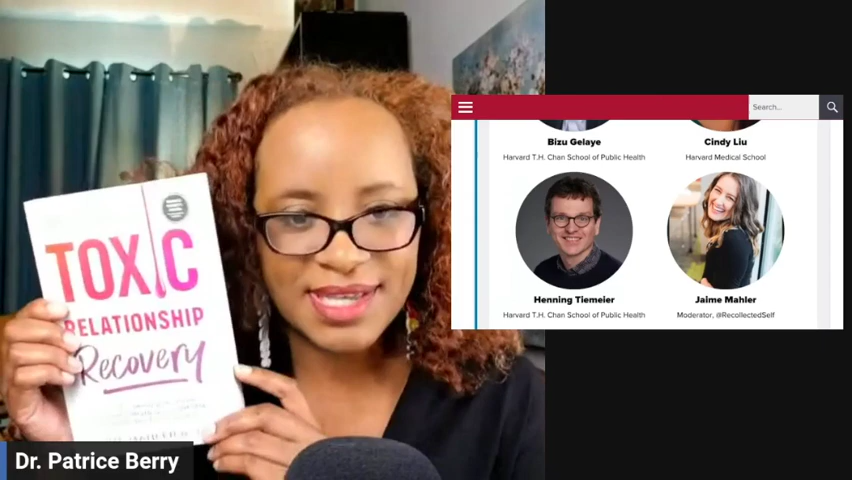 TOXIC
RELATIONSHIP
Recovery
Dr. Patrice Berry
Search...
Bizu Gelaye
Harvard T.H. Chan School of Public Health
Cindy Liu
Harvard Medical School
Henning Tiemeier
Harvard T.H. Chan School of Public Health
Jaime Mahler
Moderator, @RecollectedSelf